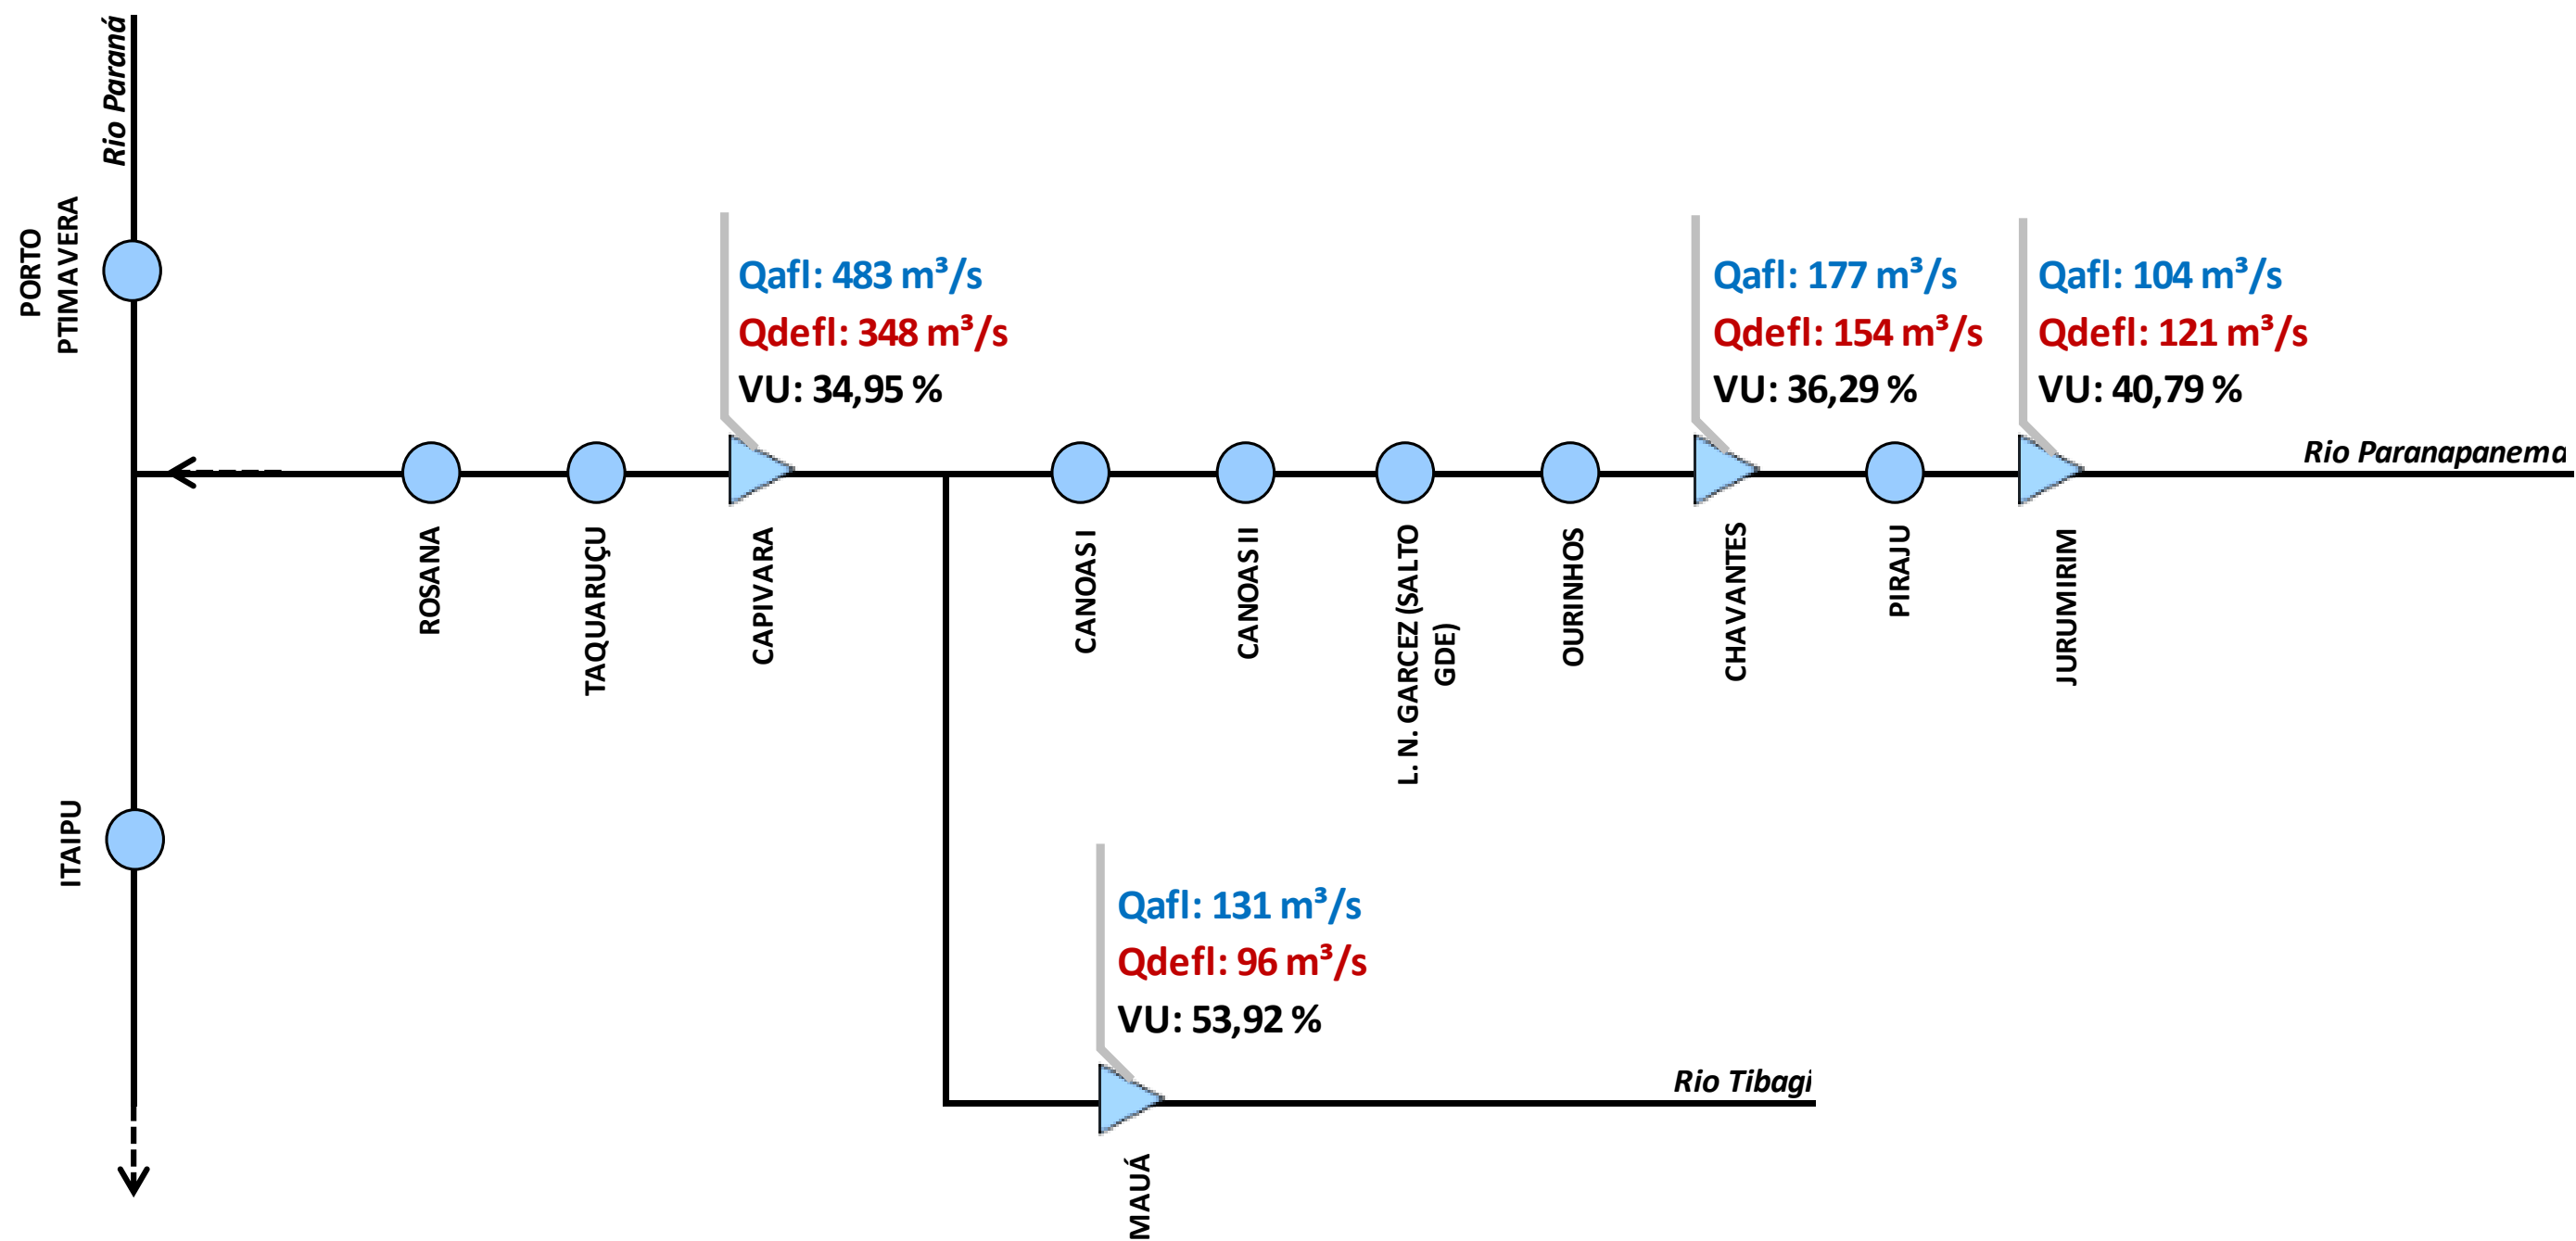 Rio Paraná
PORTO
PTIMAVERA
Qafl: 483 m³/s
Qdefl: 348 m³/s
VU: 34,95 %
Qafl: 177 m³/s
Qdefl: 154 m³/s
VU: 36,29 %
Qafl: 104 m³/s
Qdefl: 121 m³/s
VU: 40,79 %
Rio Paranapanema
ROSANA
TAQUARUÇU
CAPIVARA
CANOAS I
CANOAS II
L. N. GARCEZ (SALTO
GDE)
OURINHOS
CHAVANTES
PIRAJU
JURUMIRIM
ITAIPU
Qafl: 131 m³/s
Qdefl: 96 m³/s
VU: 53,92 %
Rio Tibagi
MAUÁ